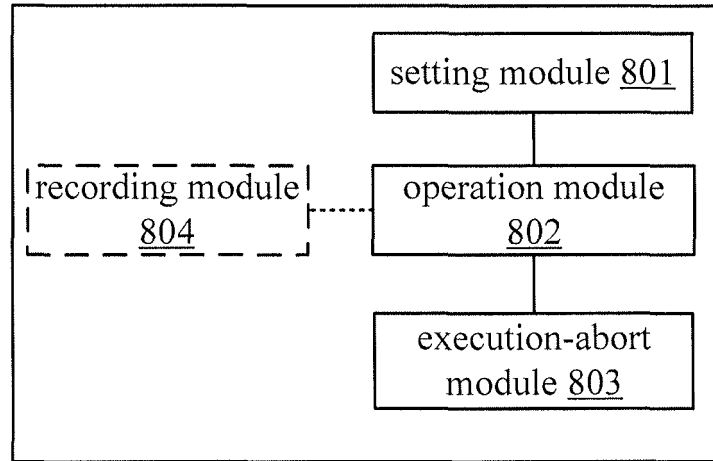 setting module 801
recording module
804
operation module
802
execution-abort
module 803